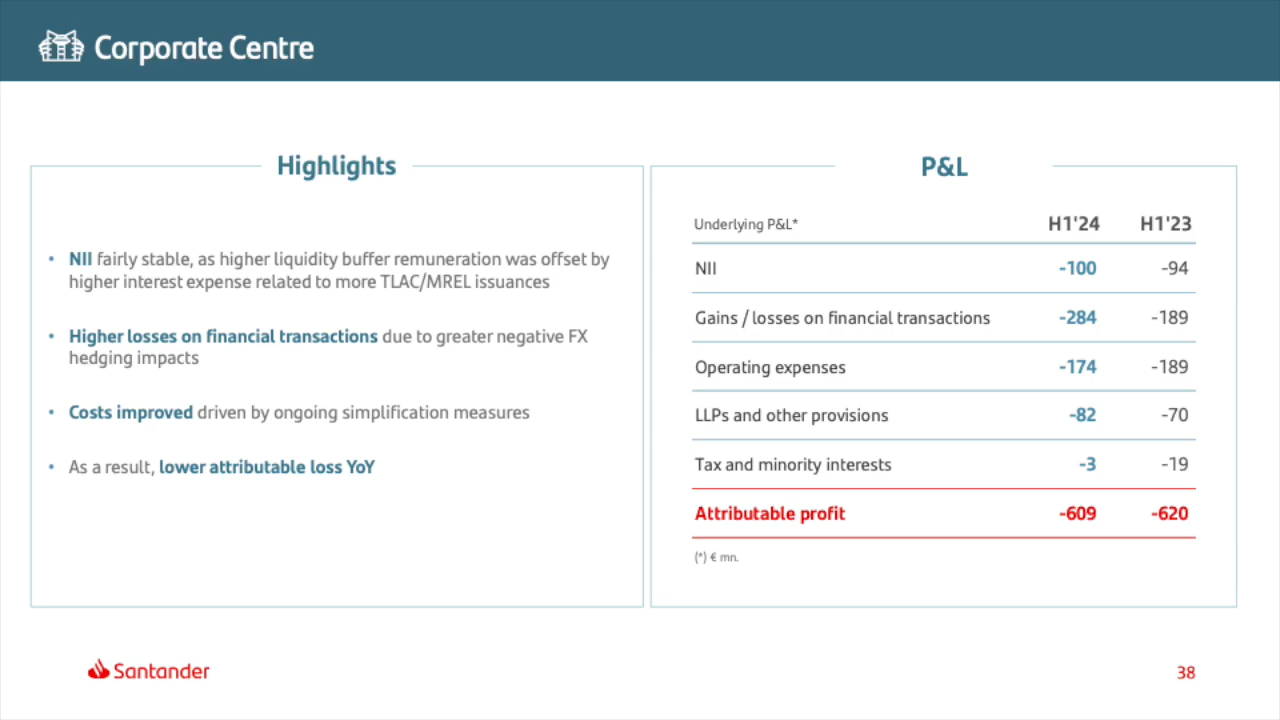 Corporate Centre
Highlights
• NII fairly stable, as higher liquidity buffer remuneration was offset by
higher interest expense related to more TLAC/MREL issuances
• Higher losses on financial transactions due to greater negative FX
hedging impacts
• Costs improved driven by ongoing simplification measures
• As a result, lower attributable loss YoY
P&L
Underlying P&L* H1'24 H1'23
NII -100 -94
Gains / losses on financial transactions -284 -189
Operating expenses -174 -189
LLPs and other provisions -82 -70
Tax and minority interests -3 -19
Attributable profit -609 -620
(*) € mn.
Santander
38